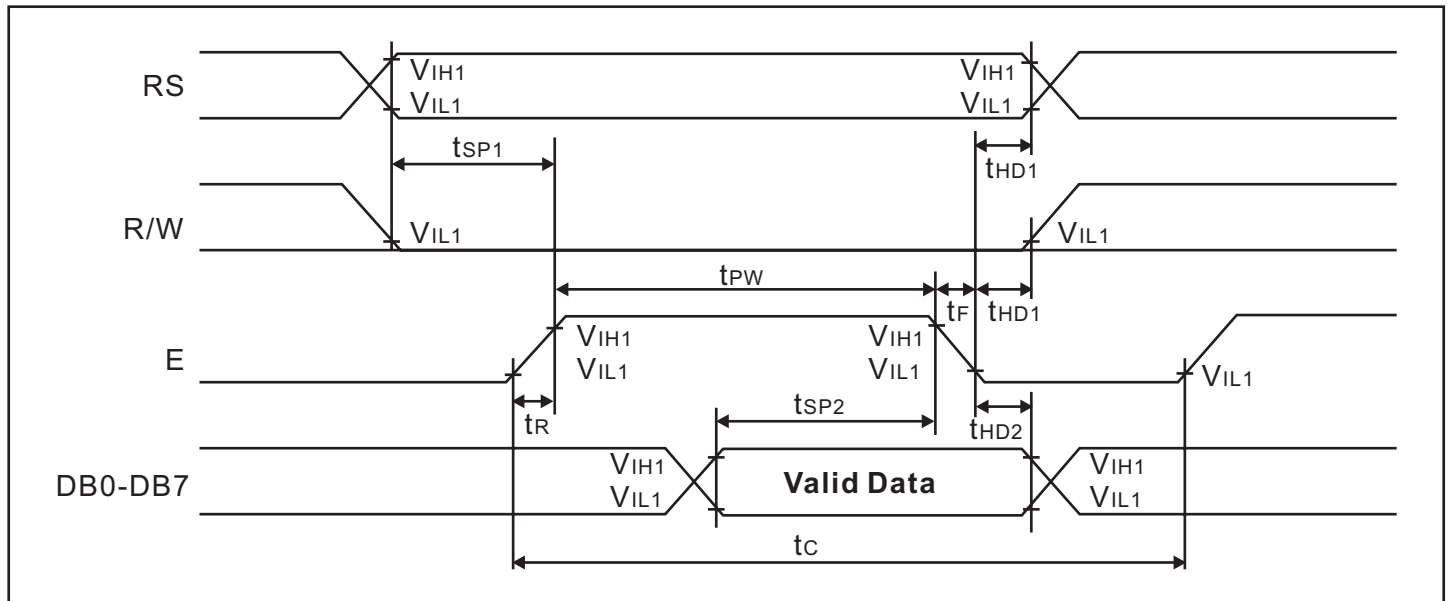 RS
VIH1
VIL1
VIH1
VIL1
tSP1
tHD1
R/W
VIL1
VIL1
tPW
tF
tHD1
E
VIH1
VIL1
VIH1
VIL1
VIL1
tR
tSP2
tHD2
DB0-DB7
VIH1
VIL1
Valid Data
VIH1
VIL1
tC